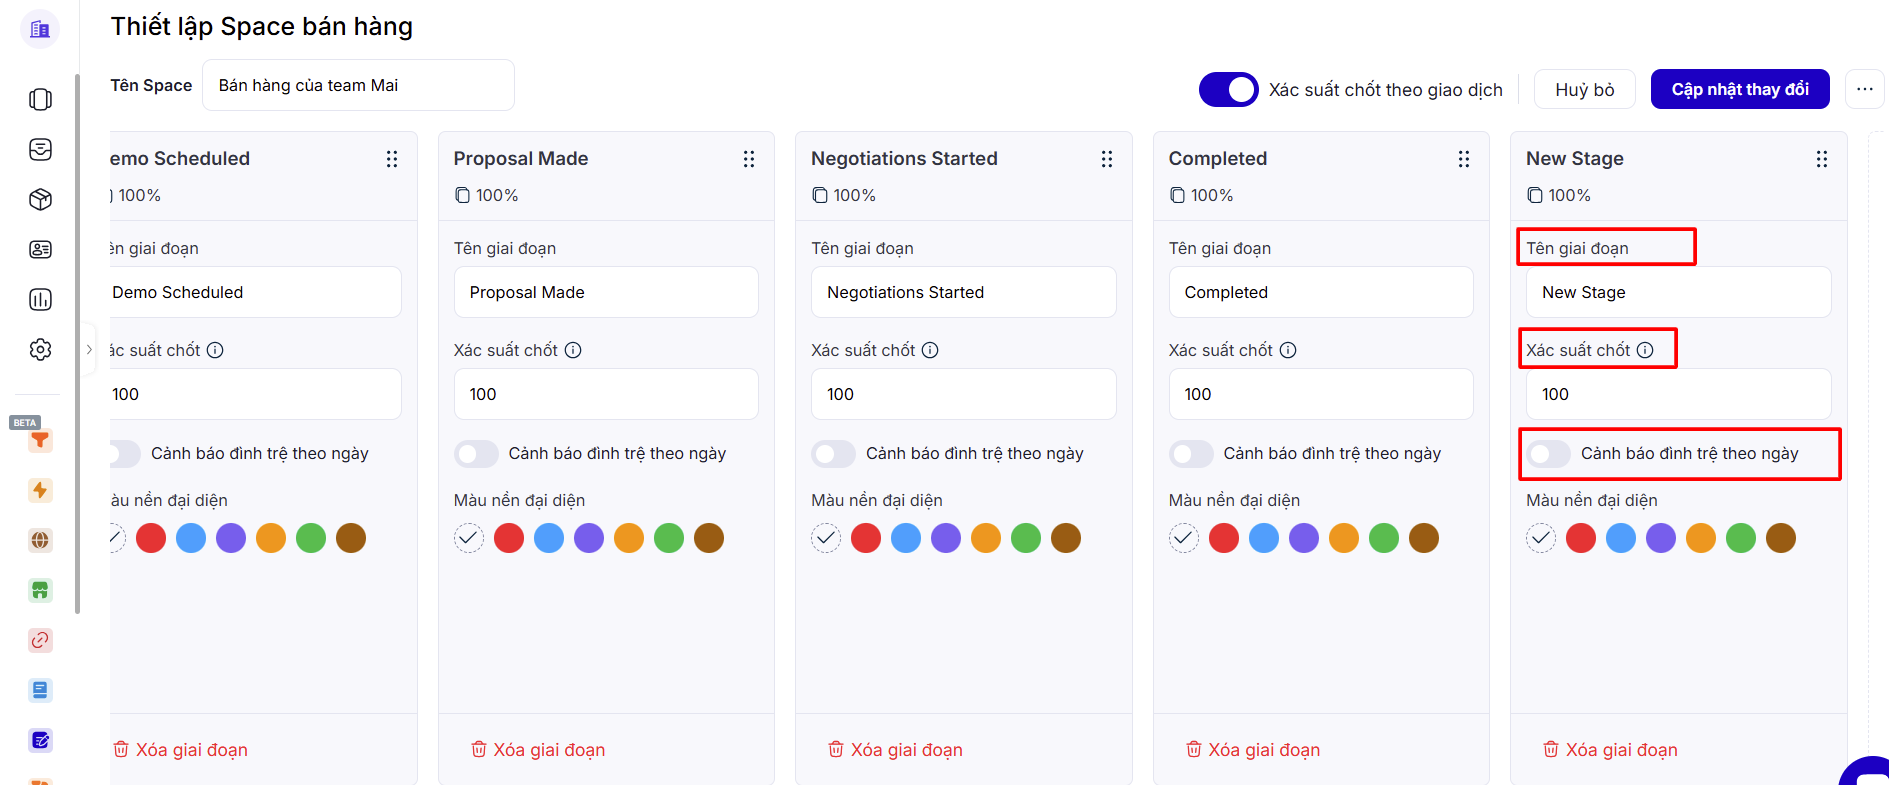 Thiết lập Space bán hàng
Tên Space
Bán hàng của team Mai
Xác suất chốt theo giao dịch
Huỷ bỏ
Cập nhật thay đổi
BETA
emo Scheduled
100%
ên giai đoạn
Demo Scheduled
ác suất chốt
100
Cảnh báo đình trệ theo ngày
àu nền đại diện
Xóa giai đoạn
Proposal Made
100%
Tên giai đoạn
Proposal Made
Xác suất chốt
100
Cảnh báo đình trệ theo ngày
Màu nền đại diện
Xóa giai đoạn
Negotiations Started
100%
Tên giai đoạn
Negotiations Started
Xác suất chốt
100
Cảnh báo đình trệ theo ngày
Màu nền đại diện
Xóa giai đoạn
Completed
100%
Tên giai đoạn
Completed
Xác suất chốt
100
Cảnh báo đình trệ theo ngày
Màu nền đại diện
Xóa giai đoạn
New Stage
100%
Tên giai đoạn
New Stage
Xác suất chốt
100
Cảnh báo đình trệ theo ngày
Màu nền đại diện
Xóa giai đoạn